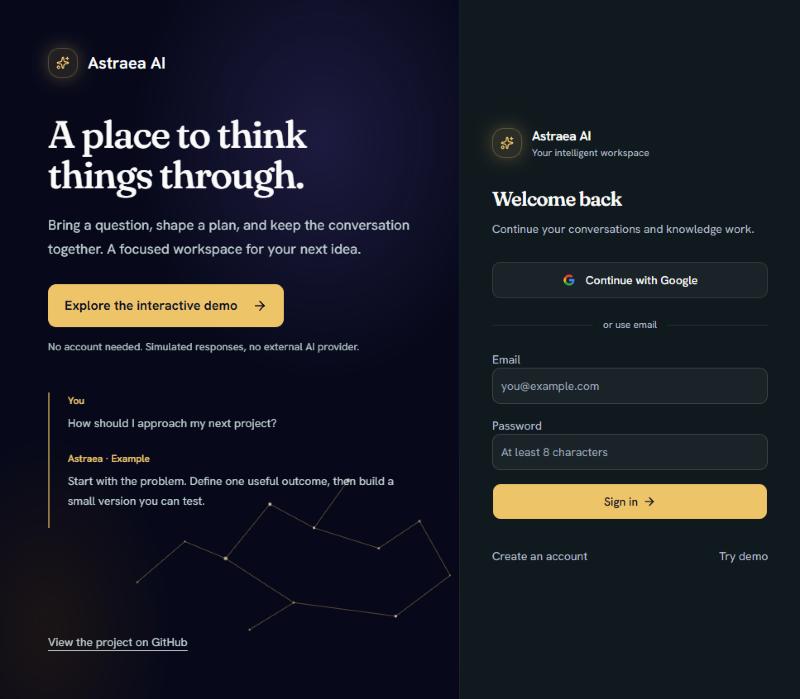 Astraea AI
A place to think
things through.
Bring a question, shape a plan, and keep the conversation
together. A focused workspace for your next idea.
Explore the interactive demo →
No account needed. Simulated responses, no external AI provider.
You
How should I approach my next project?
Astraea · Example
Start with the problem. Define one useful outcome, then build a
small version you can test.
View the project on GitHub
Astraea AI
Your intelligent workspace
Welcome back
Continue your conversations and knowledge work.
Continue with Google
or use email
Email
you@example.com
Password
At least 8 characters
Sign in →
Create an account
Try demo